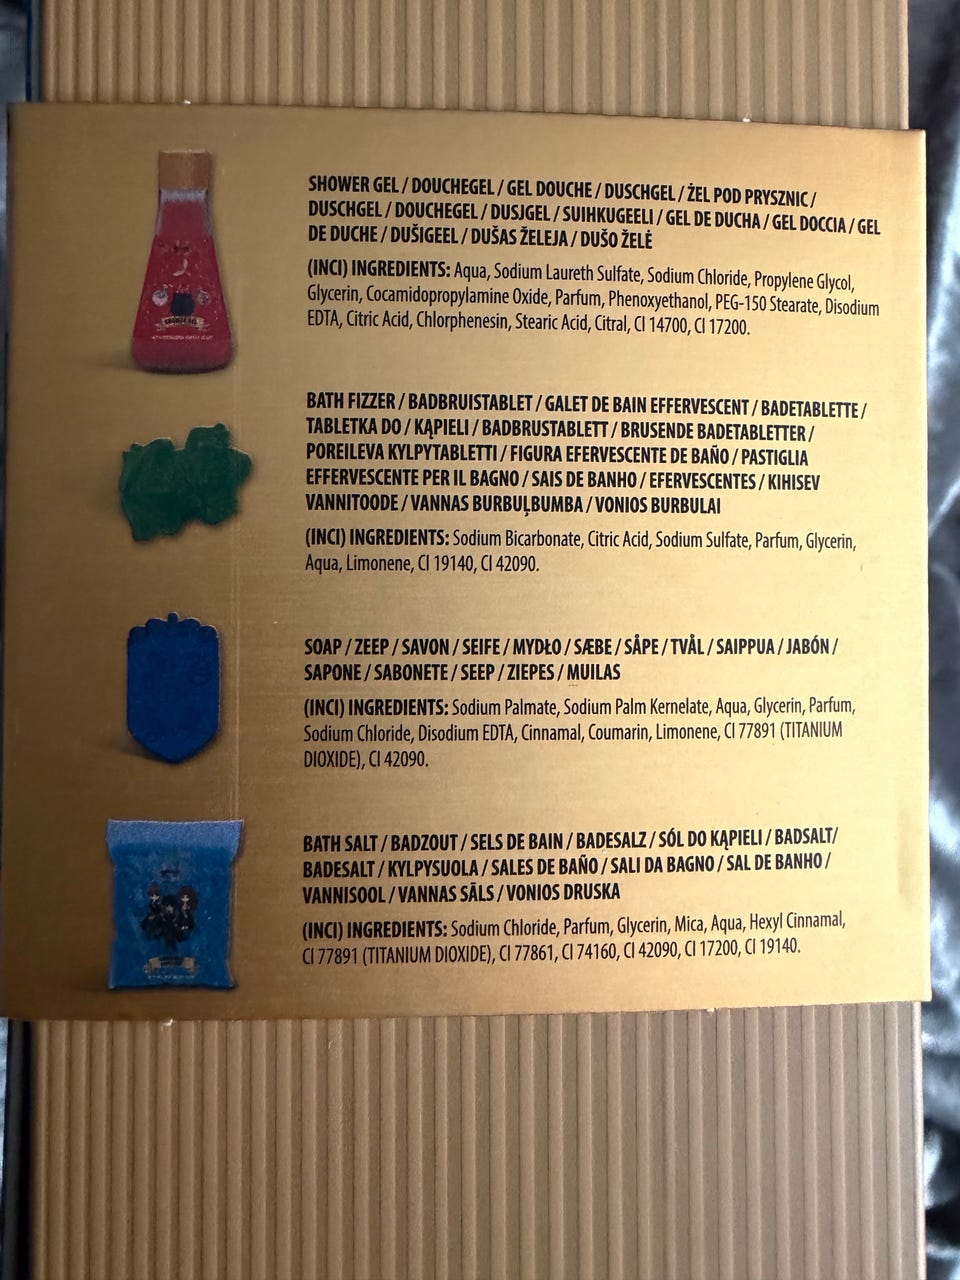 SHOWER GEL / DOUCHEGEL / GEL DOUCHE / DUSCHGEL / ŻEL POD PRYSZNIC /
DUSCHGEL / DOUCHEGEL / DUSJGEL / SUIHKUGEELI / GEL DE DUCHA / GEL DOCCIA / GEL
DE DUCHE / DUŠIGEEL / DUŠAS ŽELEJA / DUŠO ŽELĖ
(INCI) INGREDIENTS: Aqua, Sodium Laureth Sulfate, Sodium Chloride, Propylene Glycol,
Glycerin, Cocamidopropylamine Oxide, Parfum, Phenoxyethanol, PEG-150 Stearate, Disodium
EDTA, Citric Acid, Chlorphenesin, Stearic Acid, Citral, CI 14700, CI 17200.
BATH FIZZER / BADBRUISTABLET / GALET DE BAIN EFFERVESCENT / BADETABLETTE /
TABLETKA DO / KĄPIELI / BADBRUSTABLETT / BRUSENDE BADETABLETTER /
POREILEVA KYLPYTABLETTI / FIGURA EFERVESCENTE DE BAÑO / PASTIGLIA
EFFERVESCENTE PER IL BAGNO / SAIS DE BANHO / EFERVESCENTES / KIHISEV
VANNITOODE / VANNAS BURBUĻBUMBA / VONIOS BURBULAI
(INCI) INGREDIENTS: Sodium Bicarbonate, Citric Acid, Sodium Sulfate, Parfum, Glycerin,
Aqua, Limonene, CI 19140, CI 42090.
SOAP / ZEEP / SAVON / SEIFE / MYDŁO / SÆBE / SÅPE / TVÅL / SAIPPUA / JABÓN /
SAPONE / SABONETE / SEEP / ZIEPES / MUILAS
(INCI) INGREDIENTS: Sodium Palmate, Sodium Palm Kernelate, Aqua, Glycerin, Parfum,
Sodium Chloride, Disodium EDTA, Cinnamal, Coumarin, Limonene, CI 77891 (TITANIUM
DIOXIDE), CI 42090.
BATH SALT / BADZOUT / SELS DE BAIN / BADESALZ / SÓL DO KĄPIELI / BADSALT/
BADESALT / KYLPYSUOLA / SALES DE BAÑO / SALI DA BAGNO / SAL DE BANHO /
VANNISOOL / VANNAS SĀLS / VONIOS DRUSKA
(INCI) INGREDIENTS: Sodium Chloride, Parfum, Glycerin, Mica, Aqua, Hexyl Cinnamal,
CI 77891 (TITANIUM DIOXIDE), CI 77861, CI 74160, CI 42090, CI 17200, CI 19140.